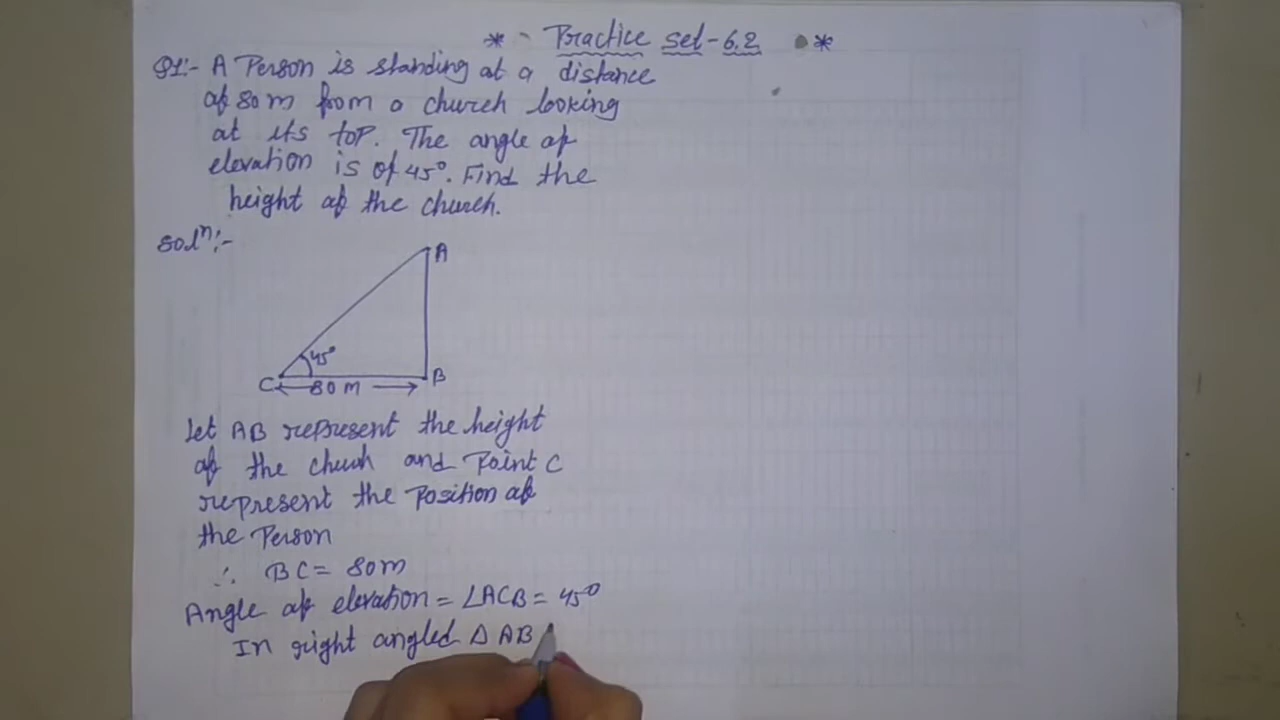 * Practice set-6.2 *
Q1:- A Person is standing at a distance
of 80 m from a church looking
at its top. The angle of
elevation is of 45°. Find the
height of the church.
Solⁿ:-
A
45°
C
80 M
B
Let AB represent the height
of the church and Point C
represent the Position of
the Person
∴ BC = 80m
Angle of elevation = ∠ACB = 45°
In right angled △ AB